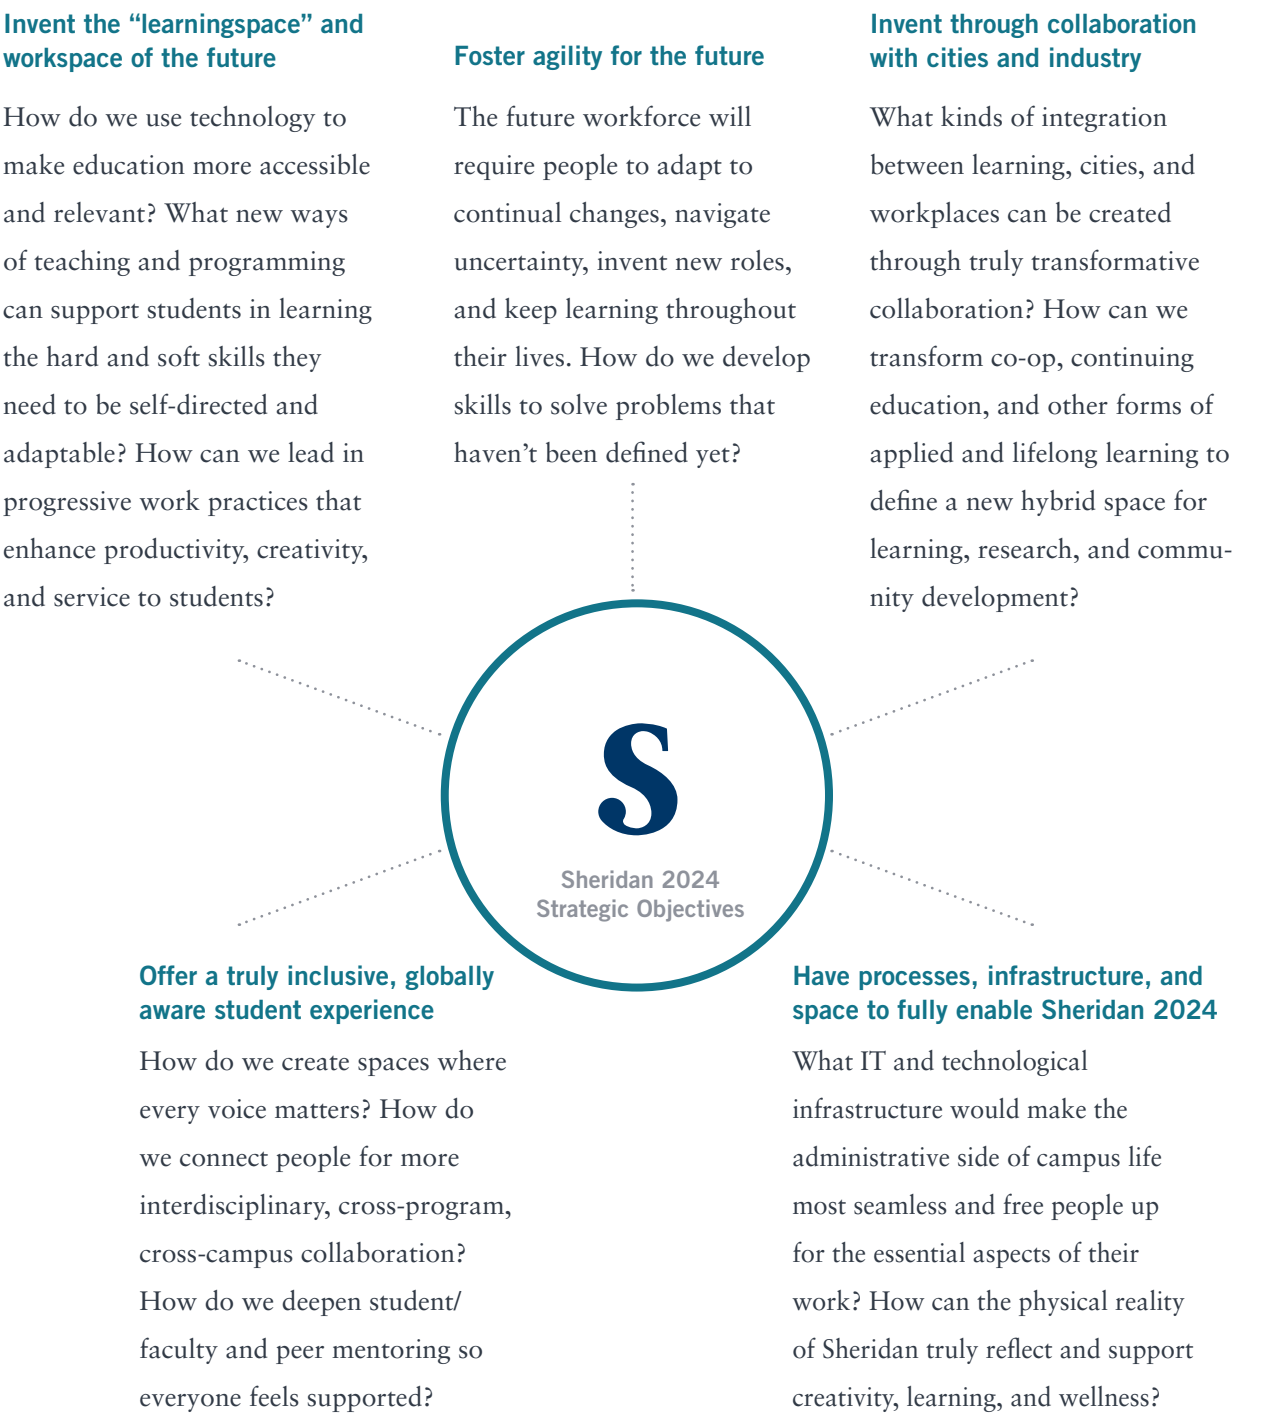 Invent the “learningspace” and
workspace of the future
How do we use technology to
make education more accessible
and relevant? What new ways
of teaching and programming
can support students in learning
the hard and soft skills they
need to be self-directed and
adaptable? How can we lead in
progressive work practices that
enhance productivity, creativity,
and service to students?
Foster agility for the future
The future workforce will
require people to adapt to
continual changes, navigate
uncertainty, invent new roles,
and keep learning throughout
their lives. How do we develop
skills to solve problems that
haven’t been defined yet?
Invent through collaboration
with cities and industry
What kinds of integration
between learning, cities, and
workplaces can be created
through truly transformative
collaboration? How can we
transform co-op, continuing
education, and other forms of
applied and lifelong learning to
define a new hybrid space for
learning, research, and commu-
nity development?
S
Sheridan 2024
Strategic Objectives
Offer a truly inclusive, globally
aware student experience
How do we create spaces where
every voice matters? How do
we connect people for more
interdisciplinary, cross-program,
cross-campus collaboration?
How do we deepen student/
faculty and peer mentoring so
everyone feels supported?
Have processes, infrastructure, and
space to fully enable Sheridan 2024
What IT and technological
infrastructure would make the
administrative side of campus life
most seamless and free people up
for the essential aspects of their
work? How can the physical reality
of Sheridan truly reflect and support
creativity, learning, and wellness?